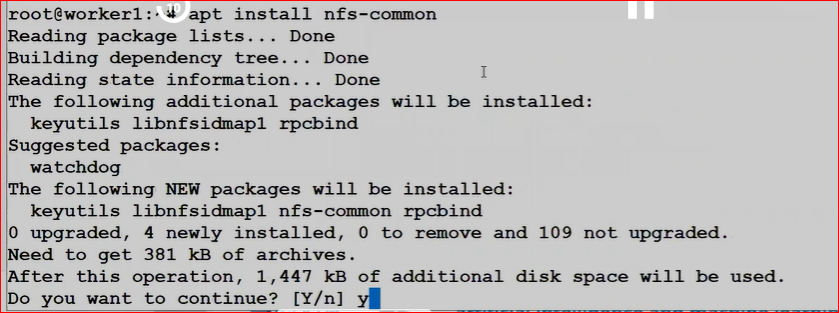 root@worker1:~# apt install nfs-common
Reading package lists... Done
Building dependency tree... Done
Reading state information... Done
The following additional packages will be installed:
  keyutils libnfsidmap1 rpcbind
Suggested packages:
  watchdog
The following NEW packages will be installed:
  keyutils libnfsidmap1 nfs-common rpcbind
0 upgraded, 4 newly installed, 0 to remove and 109 not upgraded.
Need to get 381 kB of archives.
After this operation, 1,447 kB of additional disk space will be used.
Do you want to continue? [Y/n] y